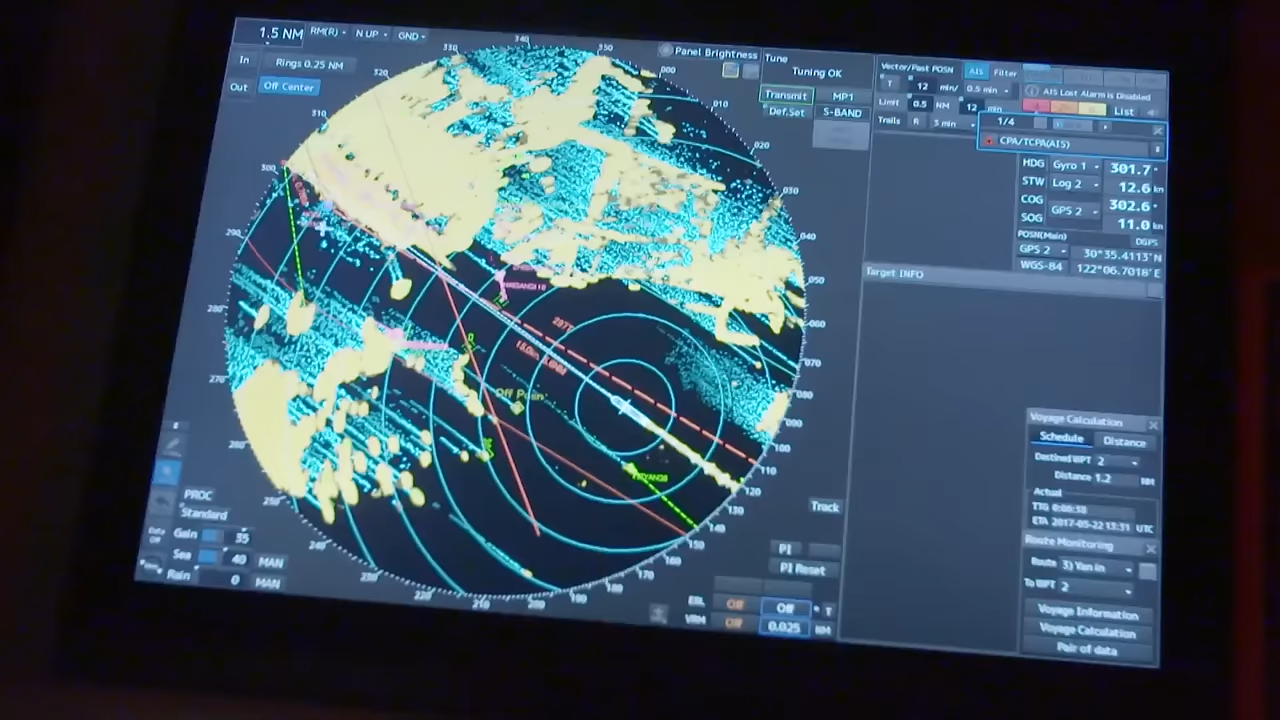 1.5 NM RM(R) N UP GND
In
Rings 0.25 NM
Out
Off Center
Panel Brightness
Tune
Tuning OK
Transmit MP1
Def.Set S-BAND
Vector/Past POSN AIS Filter
T 12 min/ 0.5 min
Limit 0.5 NM 12 min
Trails R 3 min
AIS Lost Alarm is Disabled
List
1/4
CPA/TCPA(AIS)
HDG Gyro 1 301.7°
STW Log 2 12.6 kn
COG GPS 2 302.6°
SOG 11.0 kn
POSN(Main) DGPS
GPS 2 30°35.4113'N
WGS-84 122°06.7018'E
Target INFO
330 340 350 000 010 020 030 040 050 060 070 080 090 100 110 120 130 140 150 160 170 180 190 200 210 220 230 240 250 260 270 280 290 300 310 320
297T
Off Posn
PROC
Standard
Gain 35
Sea 40 MAN
Rain 0 MAN
Track
PI
PI Reset
EBL Off Off T
VRM Off 0.025 NM
Voyage Calculation
Schedule Distance
Destined WPT 2
Distance 1.2 NM
Actual
TTG 0:06:38
ETA 2017-05-22 13:31 UTC
Route Monitoring
Route 3) Yan in
To WPT 2
Voyage Information
Voyage Calculation
Pair of data